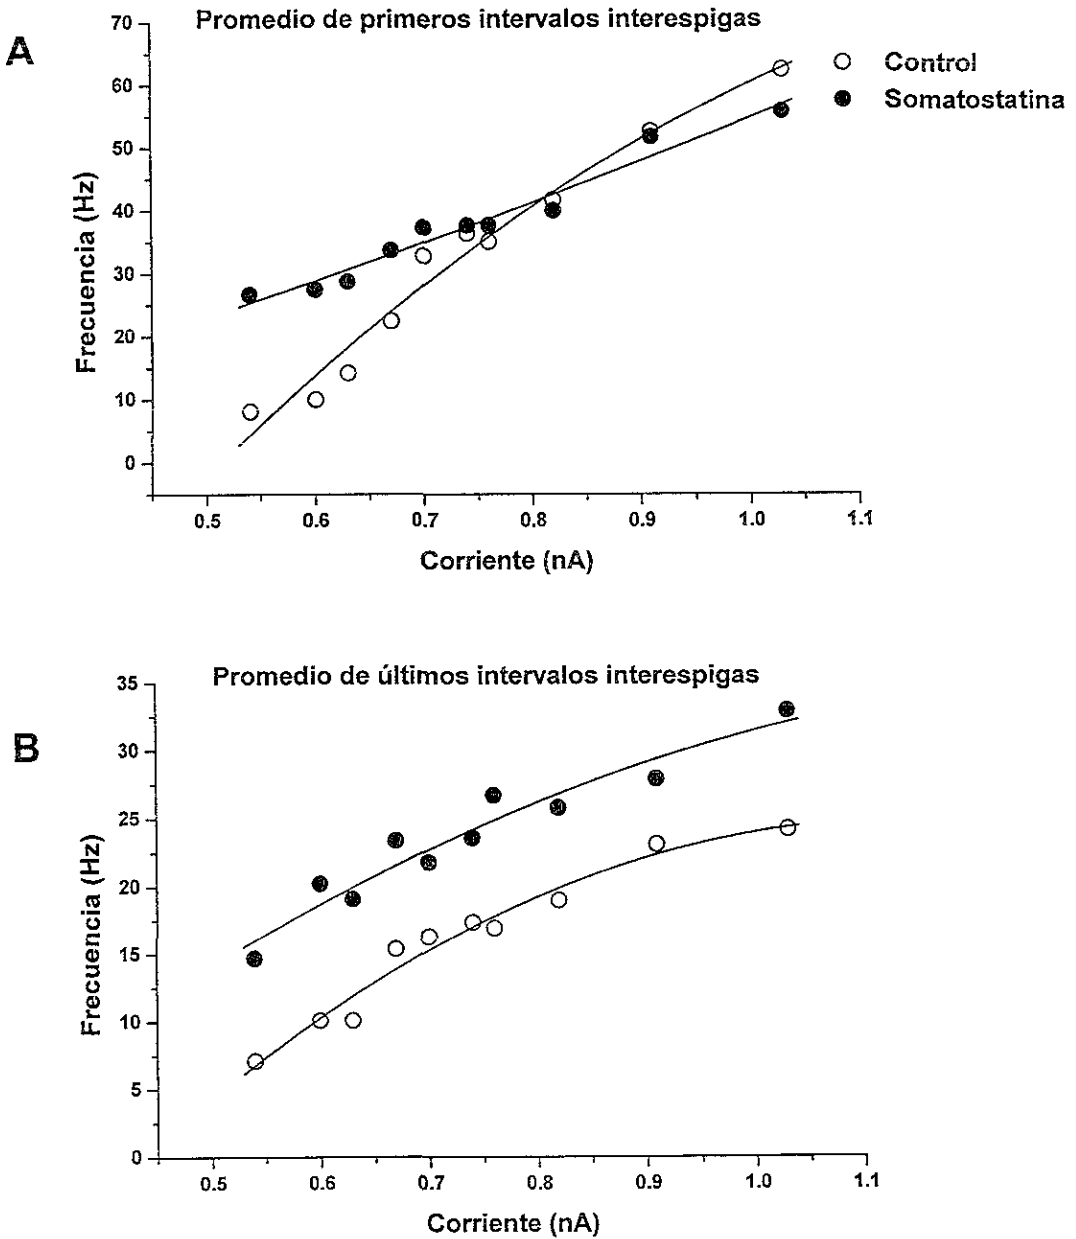 A
Promedio de primeros intervalos interespigas
Control
Somatostatina
Frecuencia (Hz)
70
60
50
40
30
20
10
0
0.5 0.6 0.7 0.8 0.9 1.0 1.1
Corriente (nA)
B
Promedio de últimos intervalos interespigas
Frecuencia (Hz)
35
30
25
20
15
10
5
0
0.5 0.6 0.7 0.8 0.9 1.0 1.1
Corriente (nA)